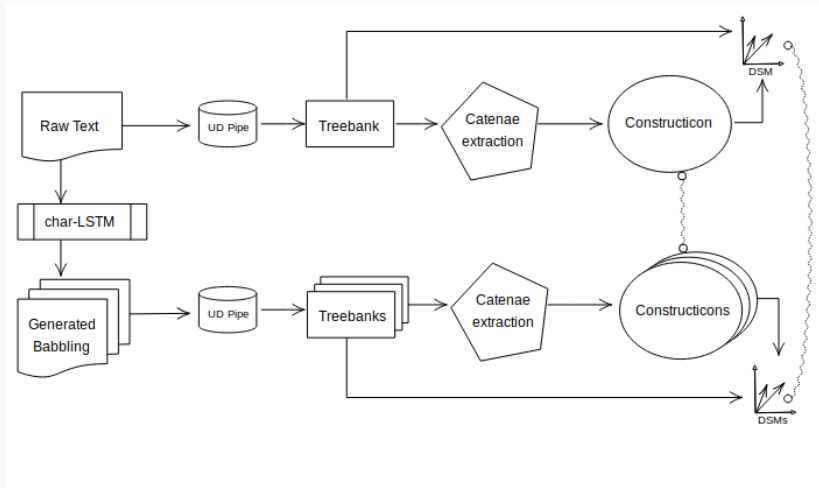 DSM
Raw Text
UD Pipe
Treebank
Catenae
extraction
Constructicon
char-LSTM
Generated
Babbling
UD Pipe
Treebanks
Catenae
extraction
Constructicons
DSMs